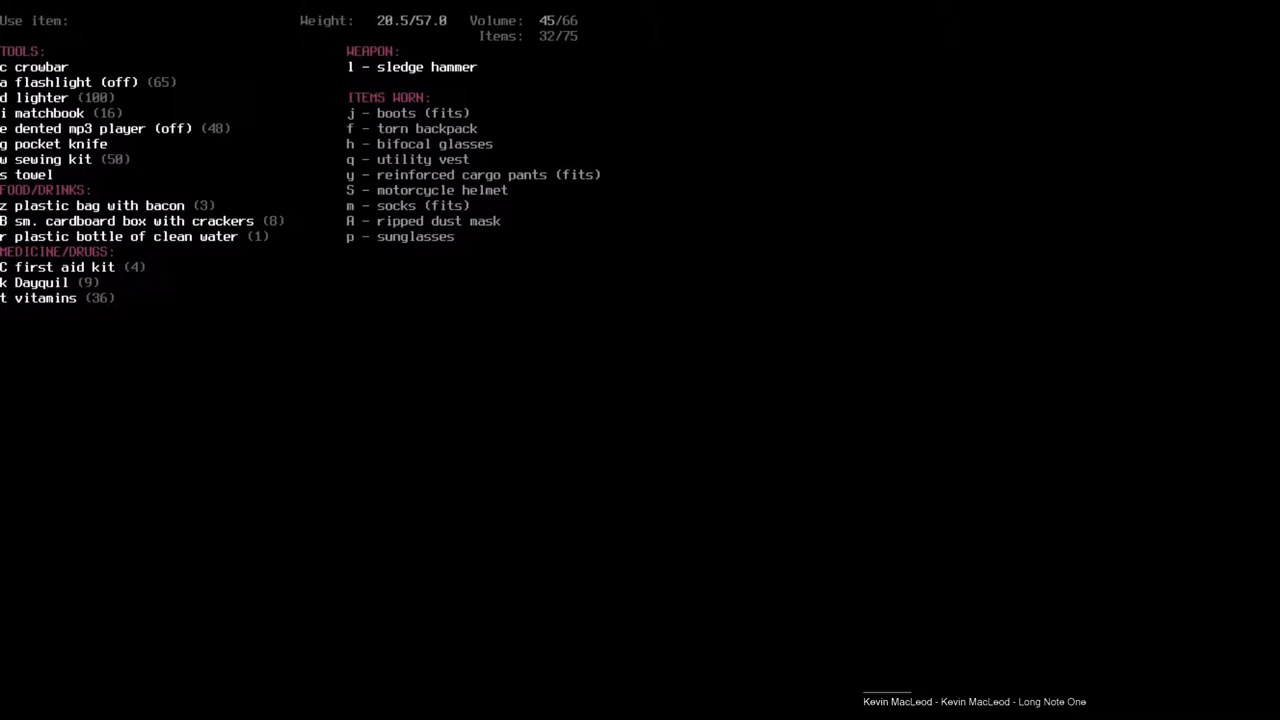 Use item: Weight: 20.5/57.0 Volume: 45/66
Items: 32/75
TOOLS:
c crowbar
a flashlight (off) (65)
d lighter (100)
i matchbook (16)
e dented mp3 player (off) (48)
g pocket knife
w sewing kit (50)
s towel
FOOD/DRINKS:
z plastic bag with bacon (3)
B sm. cardboard box with crackers (8)
r plastic bottle of clean water (1)
MEDICINE/DRUGS:
C first aid kit (4)
k Dayquil (9)
t vitamins (36)
WEAPON:
l - sledge hammer
ITEMS WORN:
j - boots (fits)
f - torn backpack
h - bifocal glasses
q - utility vest
y - reinforced cargo pants (fits)
S - motorcycle helmet
m - socks (fits)
A - ripped dust mask
p - sunglasses
Kevin MacLeod - Kevin MacLeod - Long Note One